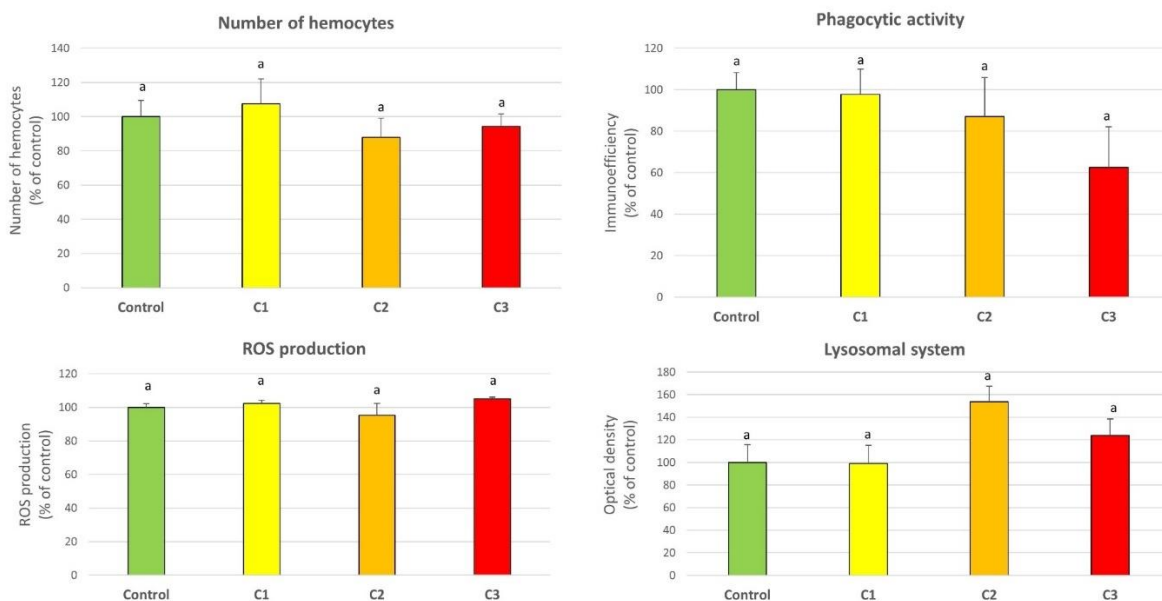 Number of hemocytes
Number of hemocytes
(% of control)
140
120
100
80
60
40
20
0
a
a
a
a
Control
C1
C2
C3
Phagocytic activity
Immunoefficiency
(% of control)
120
100
80
60
40
20
0
a
a
a
a
Control
C1
C2
C3
ROS production
ROS production
(% of control)
120
100
80
60
40
20
0
a
a
a
a
Control
C1
C2
C3
Lysosomal system
Optical density
(% of control)
180
160
140
120
100
80
60
40
20
0
a
a
a
a
Control
C1
C2
C3